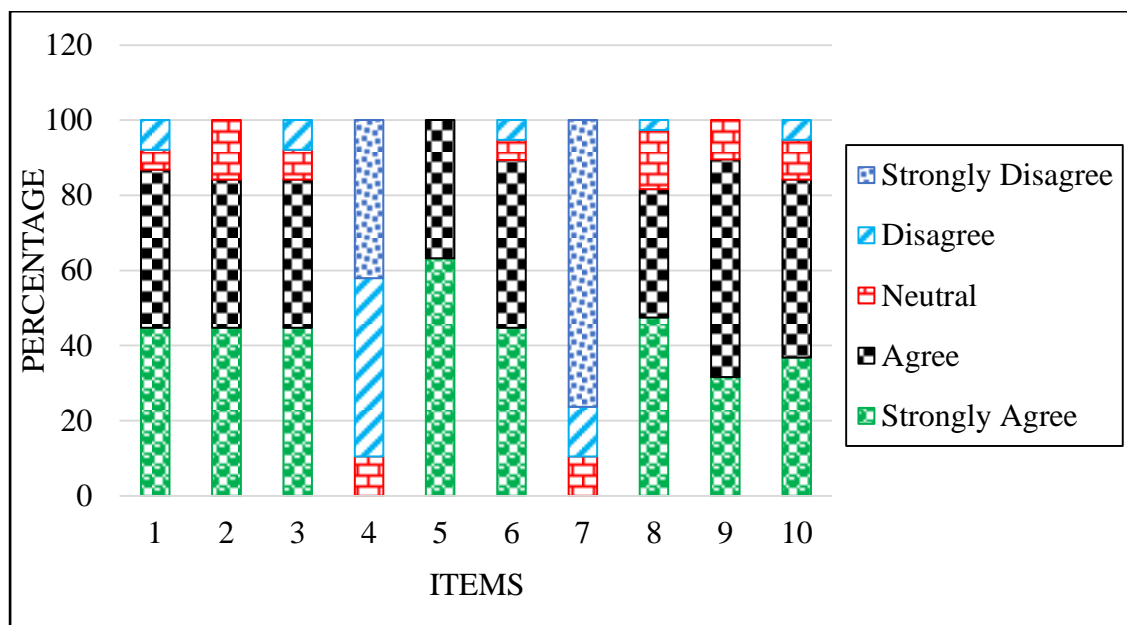 120
100
80
60
40
20
0
PERCENTAGE
1 2 3 4 5 6 7 8 9 10
ITEMS
Strongly Disagree
Disagree
Neutral
Agree
Strongly Agree